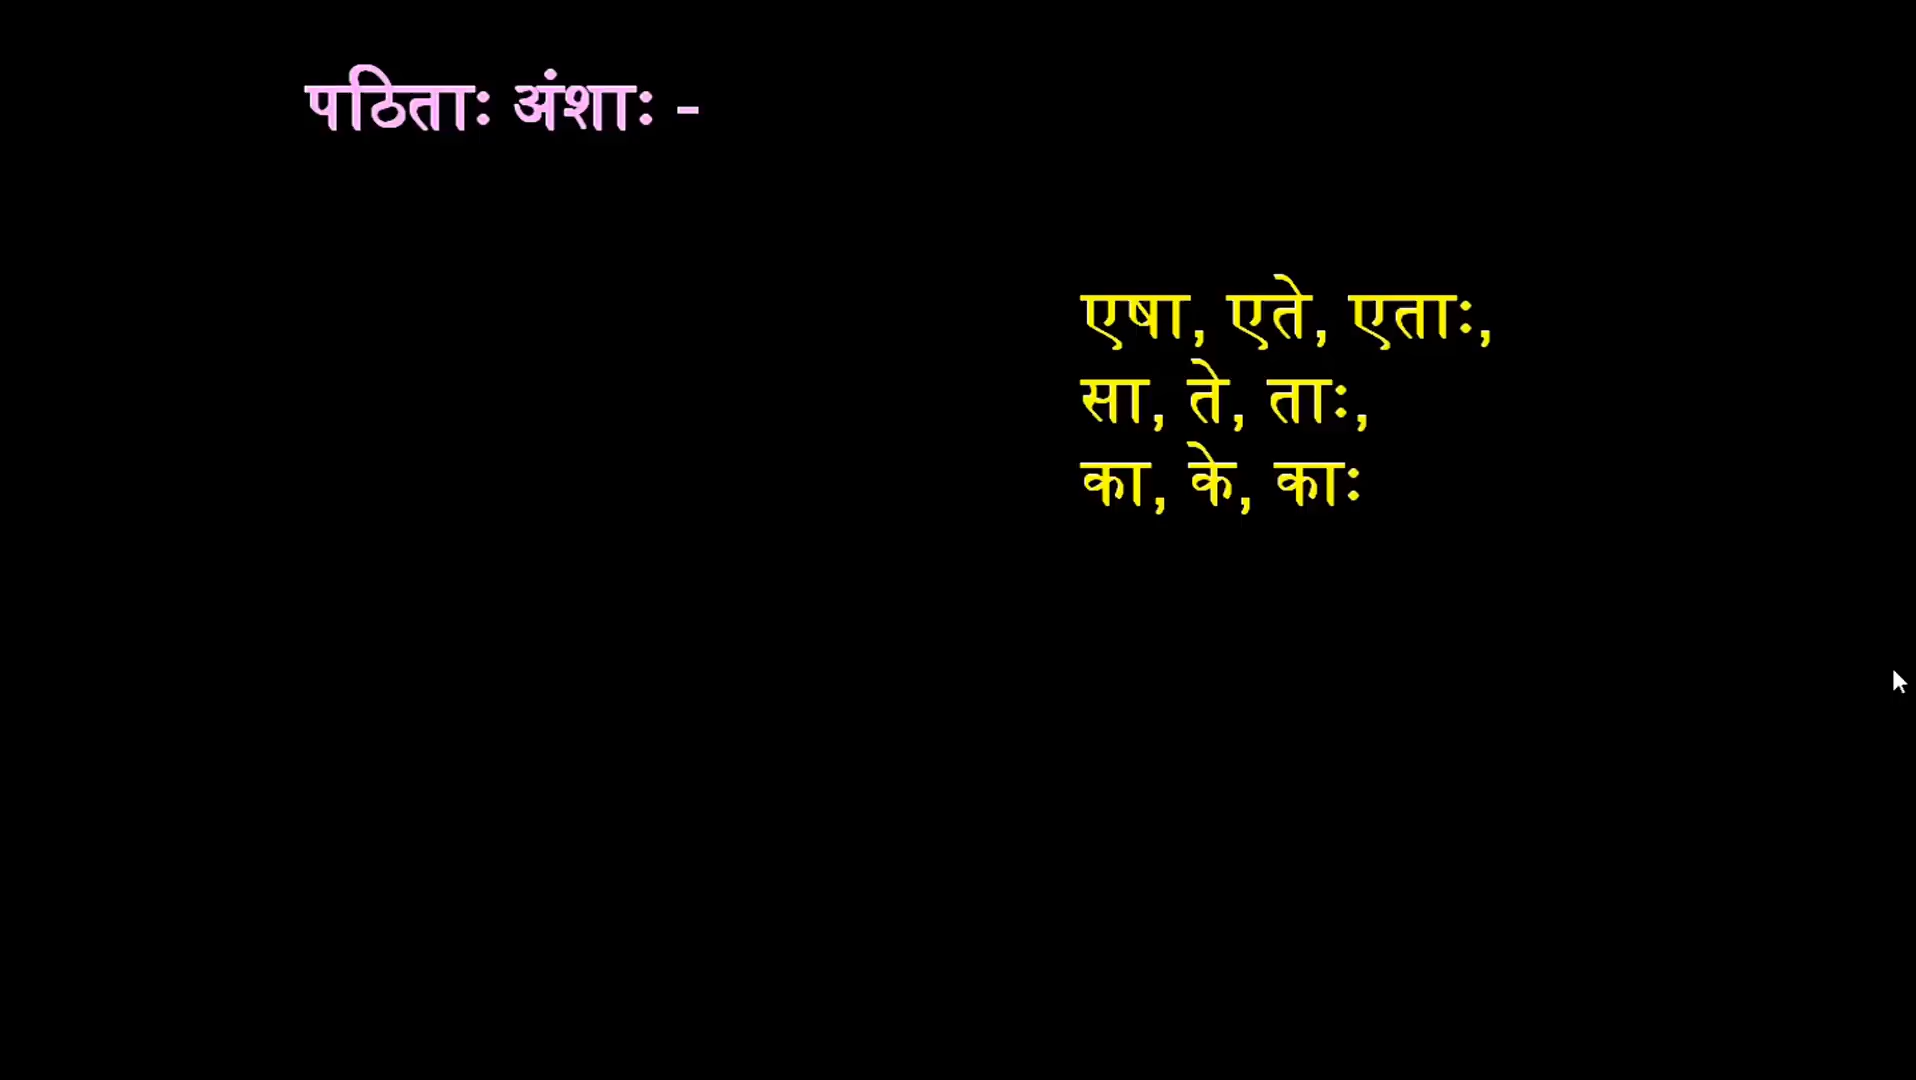 पठिताः अंशाः -
एषा, एते, एताः,
सा, ते, ताः,
का, के, काः